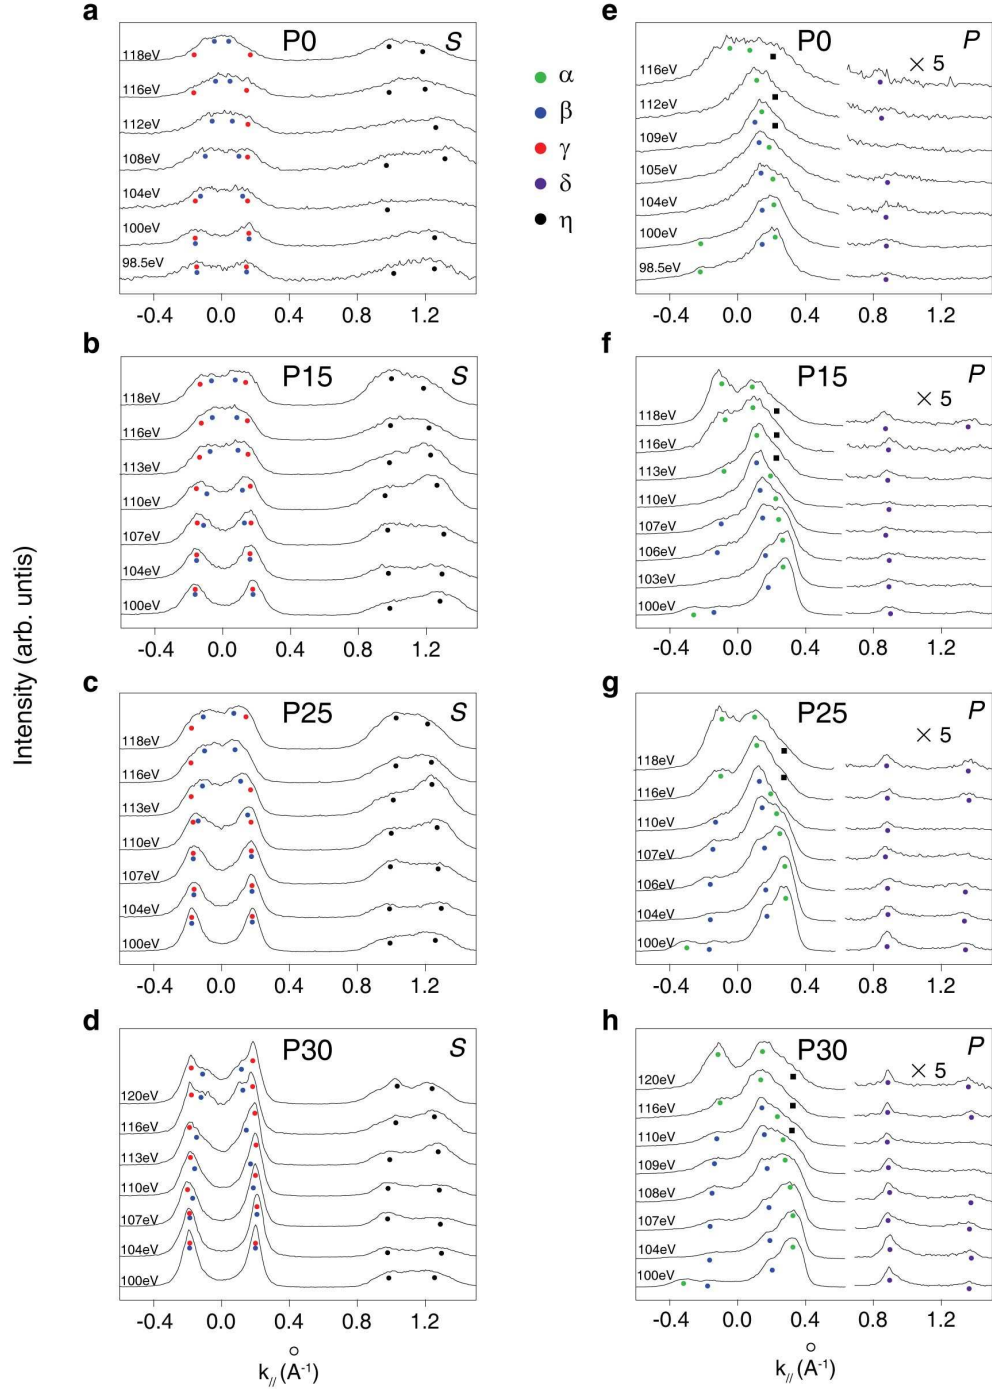 a
P0
S
118eV
116eV
112eV
108eV
104eV
100eV
98.5eV
-0.4 0.0 0.4 0.8 1.2
α
β
γ
δ
η
e
P0
P
× 5
116eV
112eV
109eV
105eV
104eV
100eV
98.5eV
-0.4 0.0 0.4 0.8 1.2
b
P15
S
118eV
116eV
113eV
110eV
107eV
104eV
100eV
-0.4 0.0 0.4 0.8 1.2
f
P15
P
× 5
118eV
116eV
113eV
110eV
107eV
106eV
103eV
100eV
-0.4 0.0 0.4 0.8 1.2
Intensity (arb. untis)
c
P25
S
118eV
116eV
113eV
110eV
107eV
104eV
100eV
-0.4 0.0 0.4 0.8 1.2
g
P25
P
× 5
118eV
116eV
110eV
107eV
106eV
104eV
100eV
-0.4 0.0 0.4 0.8 1.2
d
P30
S
120eV
116eV
113eV
110eV
107eV
104eV
100eV
-0.4 0.0 0.4 0.8 1.2
k// (Å⁻¹)
h
P30
P
× 5
120eV
116eV
110eV
109eV
108eV
107eV
104eV
100eV
-0.4 0.0 0.4 0.8 1.2
k// (Å⁻¹)